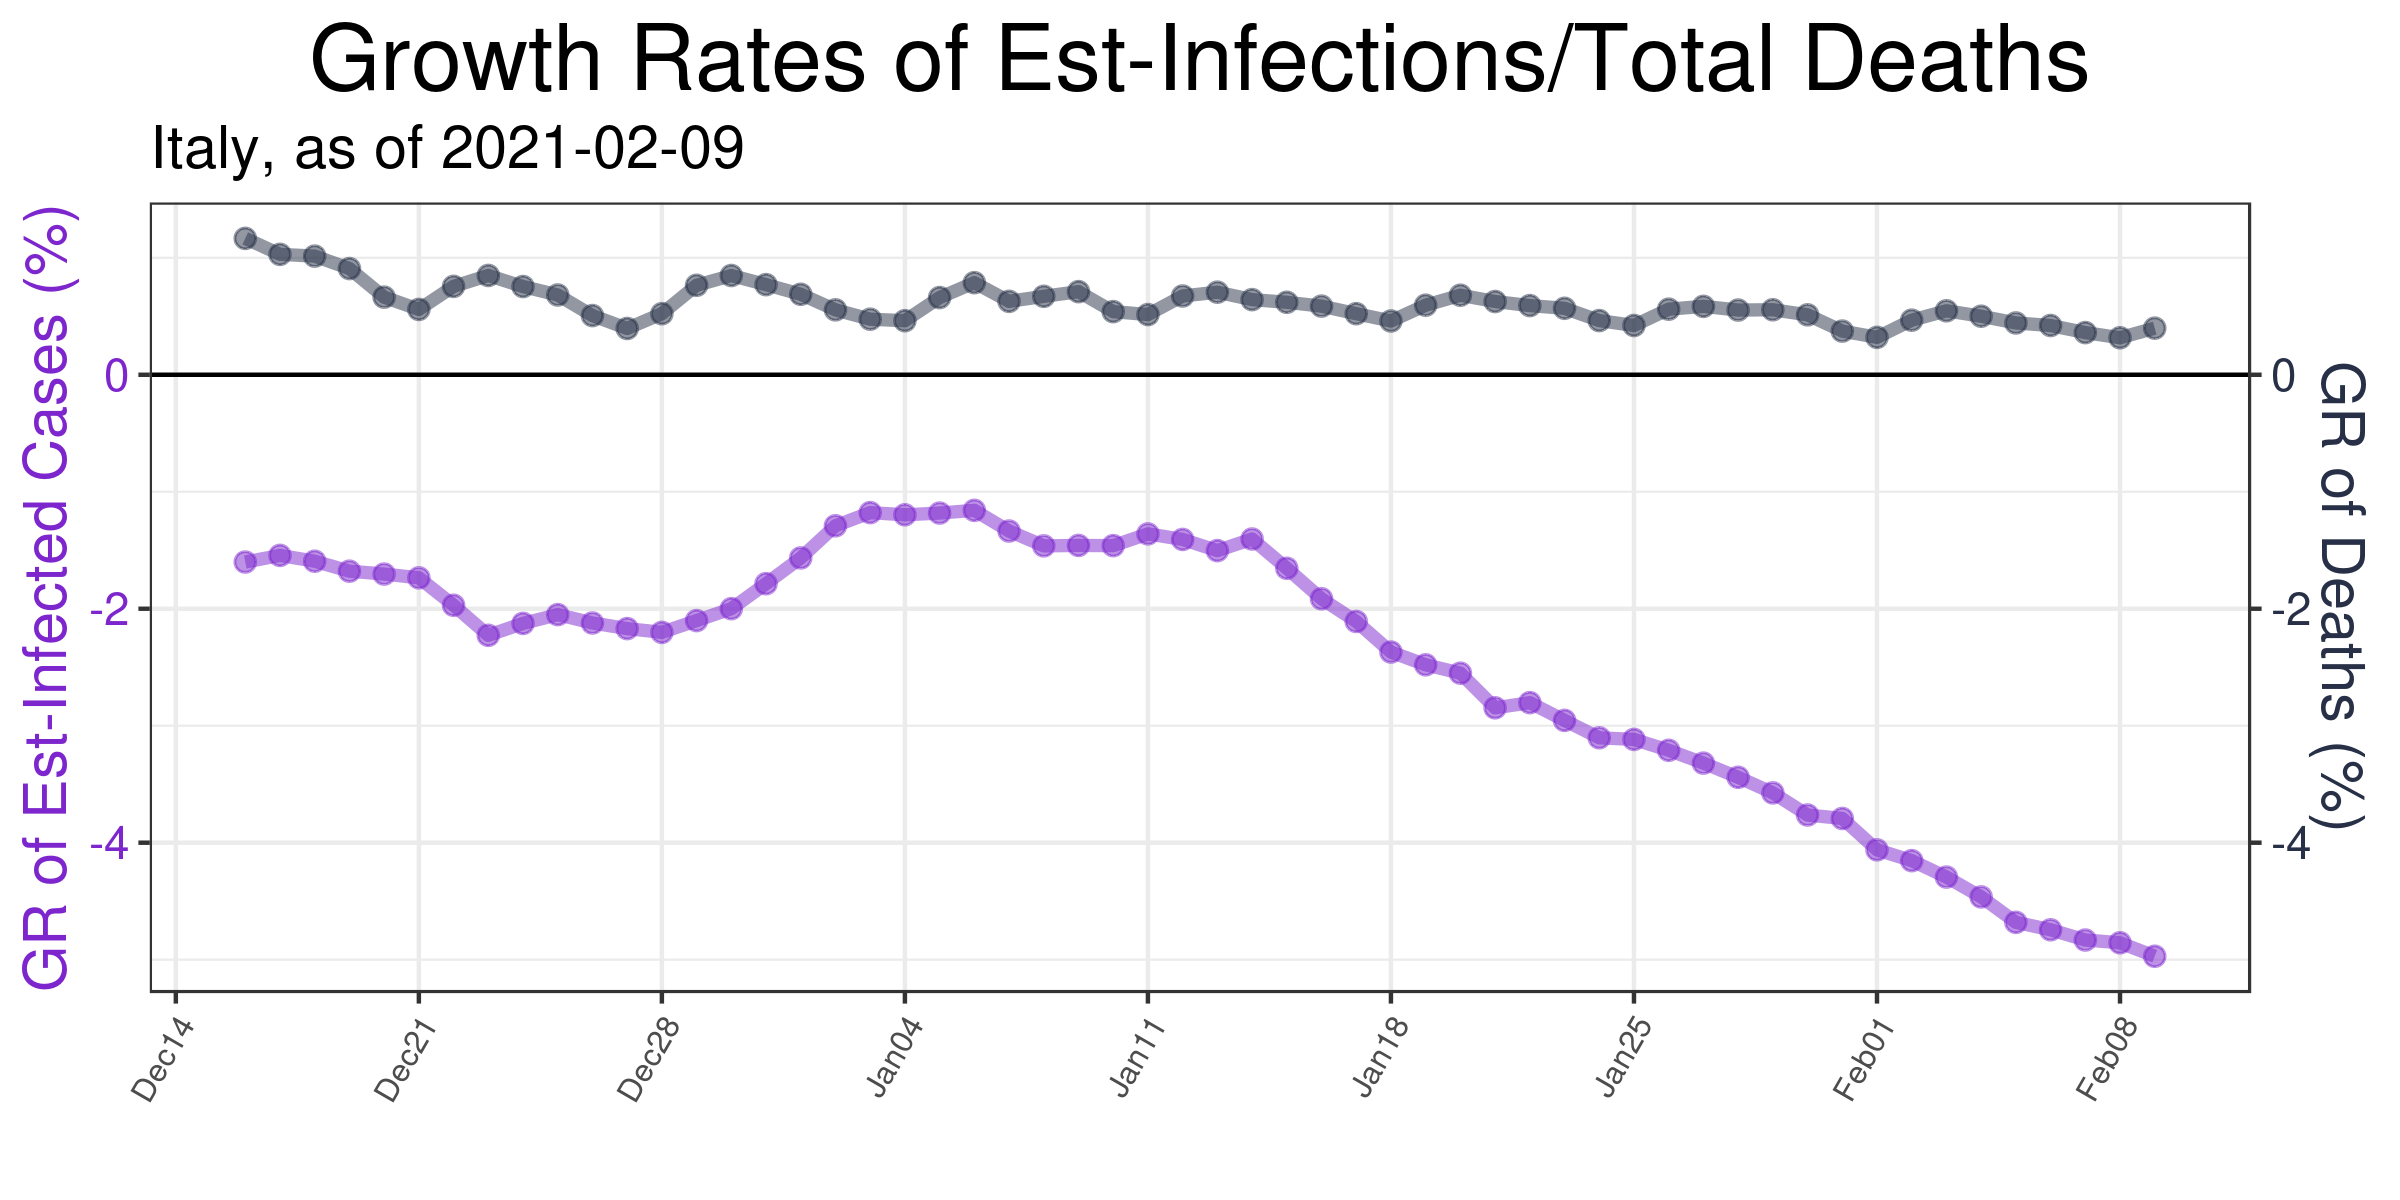 Growth Rates of Est-Infections/Total Deaths
Italy, as of 2021-02-09
GR of Est-Infected Cases (%)
0
-2
-4
0
-2
-4
GR of Deaths (%)
Dec14
Dec21
Dec28
Jan04
Jan11
Jan18
Jan25
Feb01
Feb08